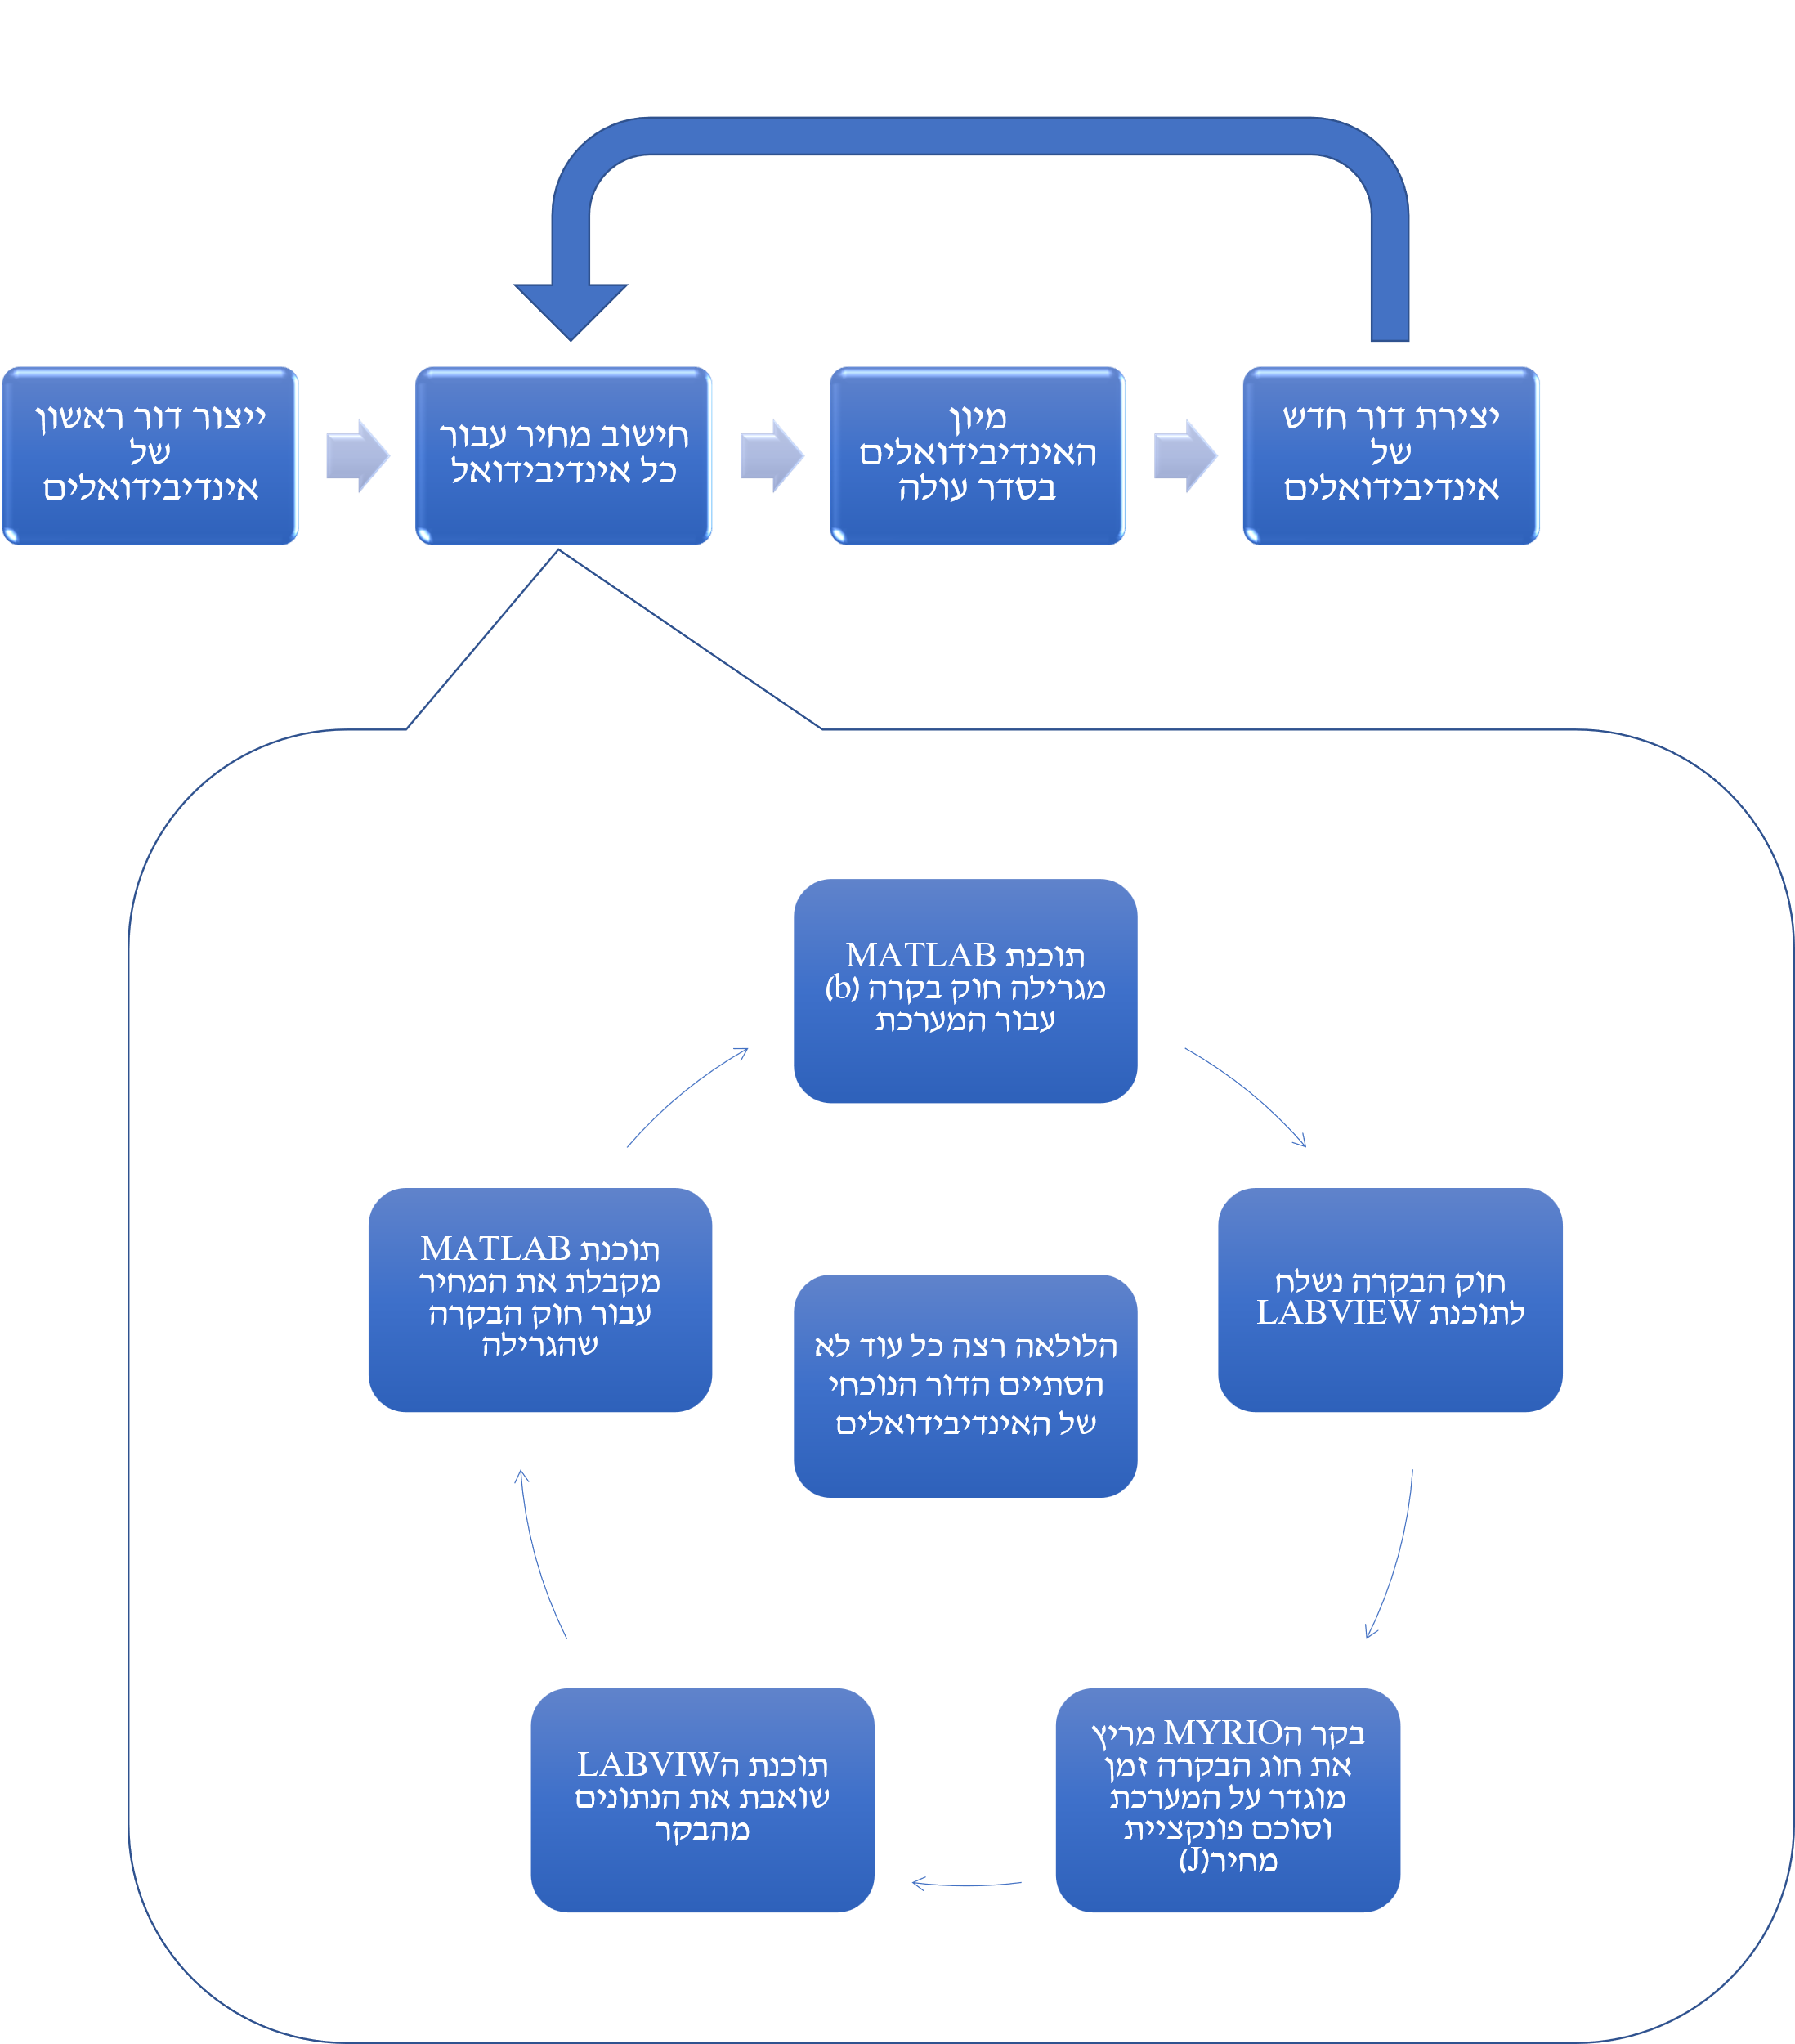 ייצור דור ראשון
של
אינדיבידואלים
חישוב מחיר עבור
כל אינדיבידואל
מיון
האינדיבידואלים
בסדר עולה
יצירת דור חדש
של
אינדיבידואלים
תוכנת MATLAB
מגרילה חוק בקרה (b)
עבור המערכת
חוק הבקרה נשלח
לתוכנת LABVIEW
בקר הMYRIO מריץ
את חוג הבקרה זמן
מוגדר על המערכת
וסוכם פונקציית
מחיר(J)
תוכנת הLABVIW
שואבת את הנתונים
מהבקר
תוכנת MATLAB
מקבלת את המחיר
עבור חוק הבקרה
שהגרילה
הלולאה רצה כל עוד לא
הסתיים הדור הנוכחי
של האינדיבידואלים